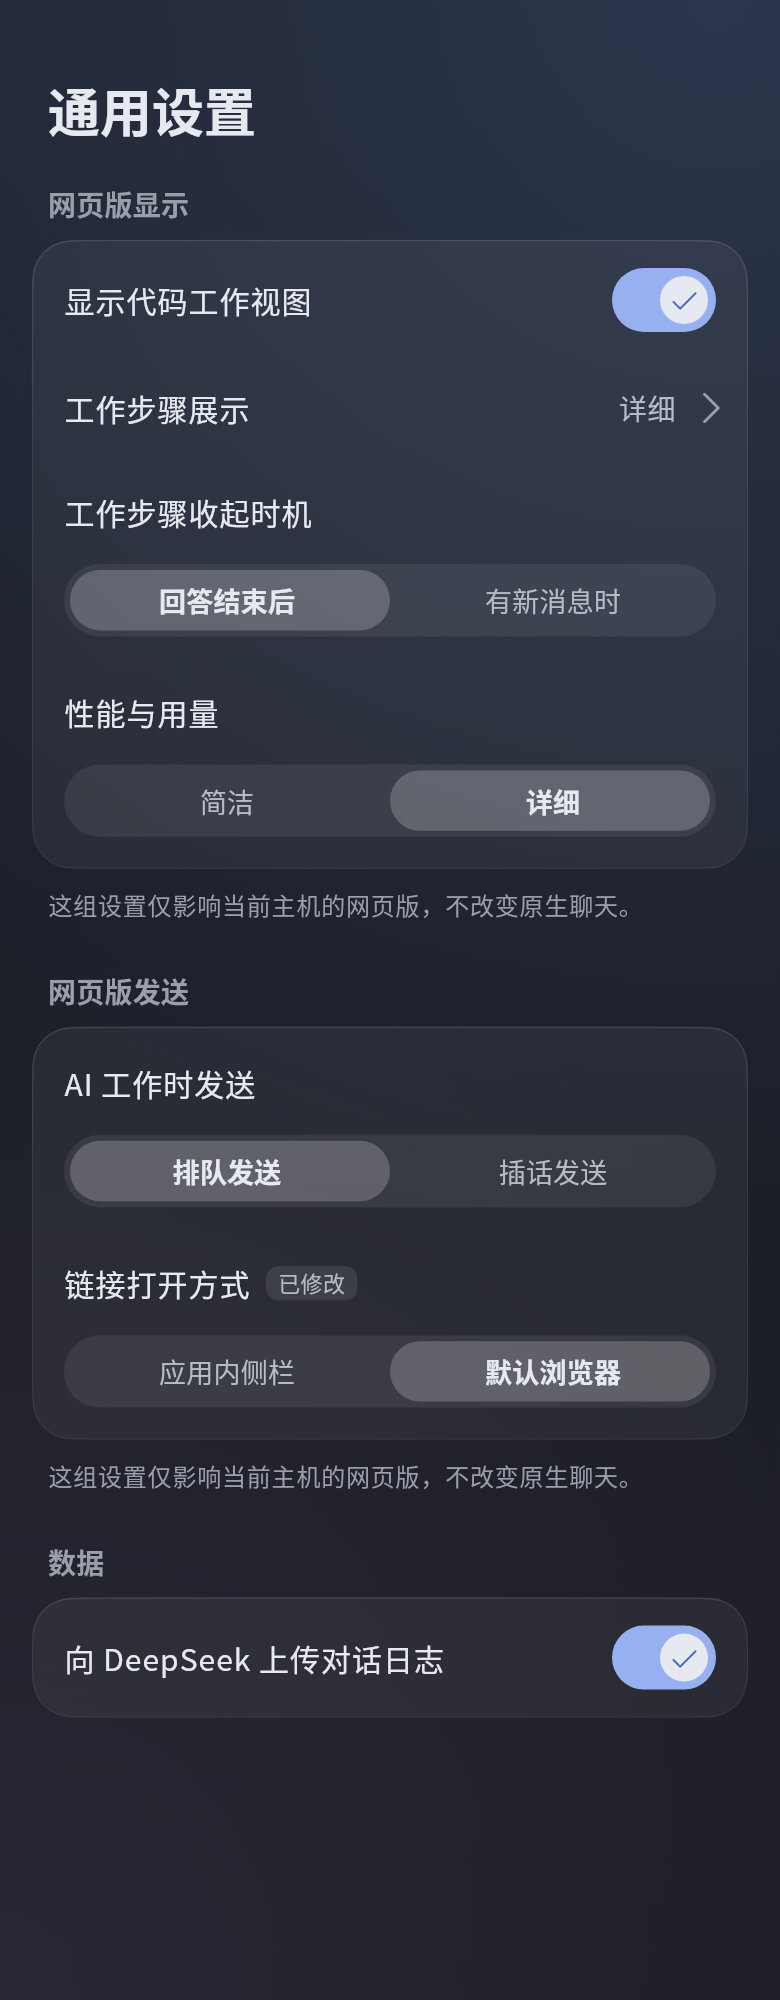 通用设置
网页版显示
显示代码工作视图
工作步骤展示 详细
工作步骤收起时机
回答结束后 有新消息时
性能与用量
简洁 详细
这组设置仅影响当前主机的网页版，不改变原生聊天。
网页版发送
AI 工作时发送
排队发送 插话发送
链接打开方式 已修改
应用内侧栏 默认浏览器
这组设置仅影响当前主机的网页版，不改变原生聊天。
数据
向 DeepSeek 上传对话日志